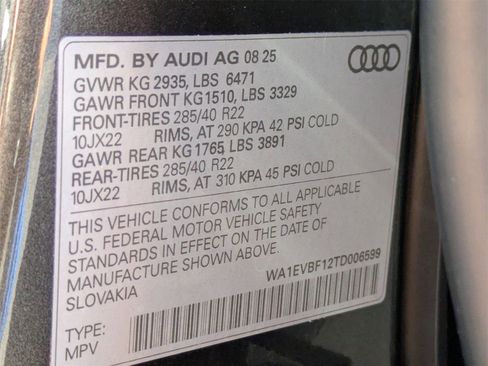 MFD. BY AUDI AG 08 25
GVWR KG 2935, LBS 6471
GAWR FRONT KG1510, LBS 3329
FRONT-TIRES 285/40 R22
10JX22 RIMS, AT 290 KPA 42 PSI COLD
GAWR REAR KG1765, LBS 3891
REAR-TIRES 285/40 R22
10JX22 RIMS, AT 310 KPA 45 PSI COLD
THIS VEHICLE CONFORMS TO ALL APPLICABLE
U.S. FEDERAL MOTOR VEHICLE SAFETY
STANDARDS IN EFFECT ON THE DATE OF
MANUFACTURE SHOWN ABOVE.
SLOVAKIA
WA1EVBF12TD006599
TYPE:
MPV